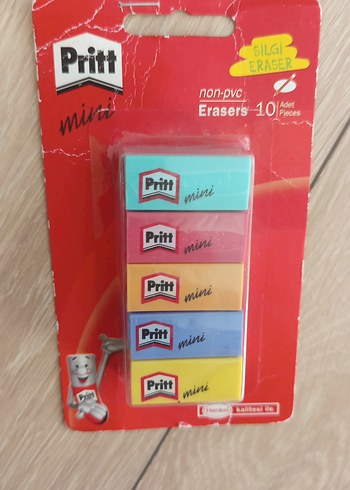 Pritt
mini
SILGI
ERASER
non-pvc
Erasers 10 Adet
Pieces
Pritt mini
Pritt mini
Pritt mini
Pritt mini
Pritt mini
Pritt
Henkel kalitesi ile